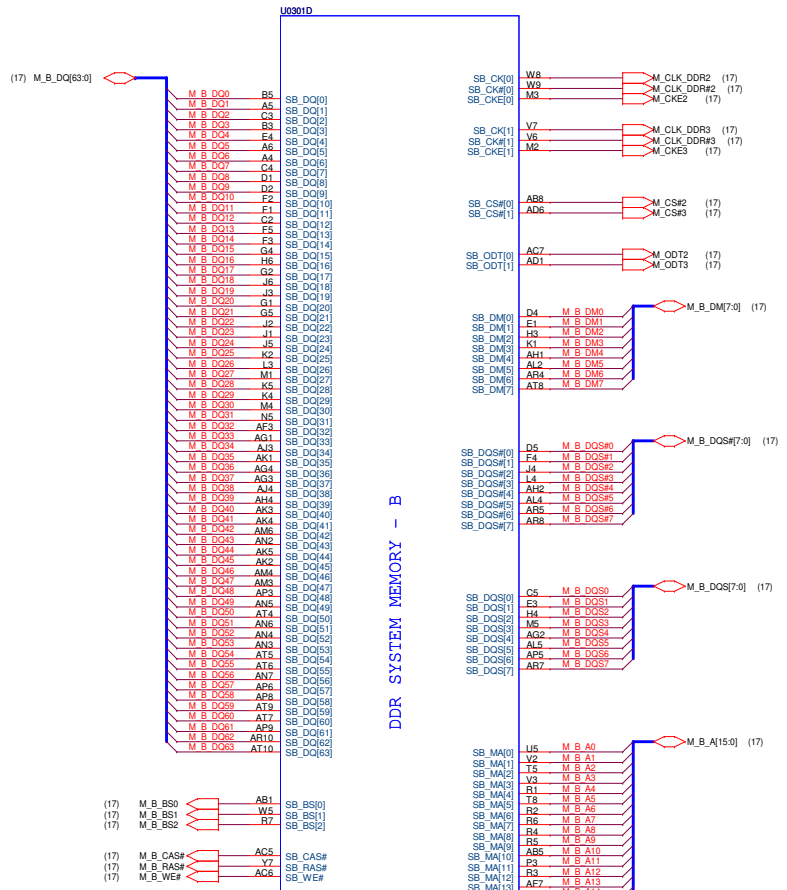 U0301D
(17) M_B_DQ[63:0]
M_B_DQ0 B5 SB_DQ[0]
M_B_DQ1 A5 SB_DQ[1]
M_B_DQ2 C3 SB_DQ[2]
M_B_DQ3 B3 SB_DQ[3]
M_B_DQ4 E4 SB_DQ[4]
M_B_DQ5 A6 SB_DQ[5]
M_B_DQ6 A4 SB_DQ[6]
M_B_DQ7 C4 SB_DQ[7]
M_B_DQ8 D1 SB_DQ[8]
M_B_DQ9 D2 SB_DQ[9]
M_B_DQ10 F2 SB_DQ[10]
M_B_DQ11 F1 SB_DQ[11]
M_B_DQ12 C2 SB_DQ[12]
M_B_DQ13 F5 SB_DQ[13]
M_B_DQ14 F3 SB_DQ[14]
M_B_DQ15 G4 SB_DQ[15]
M_B_DQ16 H6 SB_DQ[16]
M_B_DQ17 G2 SB_DQ[17]
M_B_DQ18 J6 SB_DQ[18]
M_B_DQ19 J3 SB_DQ[19]
M_B_DQ20 G1 SB_DQ[20]
M_B_DQ21 G5 SB_DQ[21]
M_B_DQ22 J2 SB_DQ[22]
M_B_DQ23 J1 SB_DQ[23]
M_B_DQ24 J5 SB_DQ[24]
M_B_DQ25 K2 SB_DQ[25]
M_B_DQ26 L3 SB_DQ[26]
M_B_DQ27 M1 SB_DQ[27]
M_B_DQ28 K5 SB_DQ[28]
M_B_DQ29 K4 SB_DQ[29]
M_B_DQ30 M4 SB_DQ[30]
M_B_DQ31 N5 SB_DQ[31]
M_B_DQ32 AF3 SB_DQ[32]
M_B_DQ33 AG1 SB_DQ[33]
M_B_DQ34 AJ3 SB_DQ[34]
M_B_DQ35 AK1 SB_DQ[35]
M_B_DQ36 AG4 SB_DQ[36]
M_B_DQ37 AG3 SB_DQ[37]
M_B_DQ38 AJ4 SB_DQ[38]
M_B_DQ39 AH4 SB_DQ[39]
M_B_DQ40 AK3 SB_DQ[40]
M_B_DQ41 AK4 SB_DQ[41]
M_B_DQ42 AM6 SB_DQ[42]
M_B_DQ43 AN2 SB_DQ[43]
M_B_DQ44 AK5 SB_DQ[44]
M_B_DQ45 AK2 SB_DQ[45]
M_B_DQ46 AM4 SB_DQ[46]
M_B_DQ47 AM3 SB_DQ[47]
M_B_DQ48 AP3 SB_DQ[48]
M_B_DQ49 AN5 SB_DQ[49]
M_B_DQ50 AT4 SB_DQ[50]
M_B_DQ51 AN6 SB_DQ[51]
M_B_DQ52 AN4 SB_DQ[52]
M_B_DQ53 AN3 SB_DQ[53]
M_B_DQ54 AT5 SB_DQ[54]
M_B_DQ55 AT6 SB_DQ[55]
M_B_DQ56 AN7 SB_DQ[56]
M_B_DQ57 AP6 SB_DQ[57]
M_B_DQ58 AP8 SB_DQ[58]
M_B_DQ59 AT9 SB_DQ[59]
M_B_DQ60 AT7 SB_DQ[60]
M_B_DQ61 AP9 SB_DQ[61]
M_B_DQ62 AR10 SB_DQ[62]
M_B_DQ63 AT10 SB_DQ[63]
(17) M_B_BS0 AB1 SB_BS[0]
(17) M_B_BS1 W5 SB_BS[1]
(17) M_B_BS2 R7 SB_BS[2]
(17) M_B_CAS# AC5 SB_CAS#
(17) M_B_RAS# Y7 SB_RAS#
(17) M_B_WE# AC6 SB_WE#
DDR SYSTEM MEMORY - B
SB_CK[0] W8 M_CLK_DDR2 (17)
SB_CK#[0] W9 M_CLK_DDR#2 (17)
SB_CKE[0] M3 M_CKE2 (17)
SB_CK[1] V7 M_CLK_DDR3 (17)
SB_CK#[1] V6 M_CLK_DDR#3 (17)
SB_CKE[1] M2 M_CKE3 (17)
SB_CS#[0] AB8 M_CS#2 (17)
SB_CS#[1] AD6 M_CS#3 (17)
SB_ODT[0] AC7 M_ODT2 (17)
SB_ODT[1] AD1 M_ODT3 (17)
M_B_DM[7:0] (17)
SB_DM[0] D4 M_B_DM0
SB_DM[1] E1 M_B_DM1
SB_DM[2] H3 M_B_DM2
SB_DM[3] K1 M_B_DM3
SB_DM[4] AH1 M_B_DM4
SB_DM[5] AL2 M_B_DM5
SB_DM[6] AR4 M_B_DM6
SB_DM[7] AT8 M_B_DM7
M_B_DQS#[7:0] (17)
SB_DQS#[0] D5 M_B_DQS#0
SB_DQS#[1] F4 M_B_DQS#1
SB_DQS#[2] J4 M_B_DQS#2
SB_DQS#[3] L4 M_B_DQS#3
SB_DQS#[4] AH2 M_B_DQS#4
SB_DQS#[5] AL4 M_B_DQS#5
SB_DQS#[6] AR5 M_B_DQS#6
SB_DQS#[7] AR8 M_B_DQS#7
M_B_DQS[7:0] (17)
SB_DQS[0] C5 M_B_DQS0
SB_DQS[1] E3 M_B_DQS1
SB_DQS[2] H4 M_B_DQS2
SB_DQS[3] M5 M_B_DQS3
SB_DQS[4] AG2 M_B_DQS4
SB_DQS[5] AL5 M_B_DQS5
SB_DQS[6] AP5 M_B_DQS6
SB_DQS[7] AR7 M_B_DQS7
M_B_A[15:0] (17)
SB_MA[0] U5 M_B_A0
SB_MA[1] V2 M_B_A1
SB_MA[2] T5 M_B_A2
SB_MA[3] V3 M_B_A3
SB_MA[4] R1 M_B_A4
SB_MA[5] T8 M_B_A5
SB_MA[6] R2 M_B_A6
SB_MA[7] R6 M_B_A7
SB_MA[8] R4 M_B_A8
SB_MA[9] R5 M_B_A9
SB_MA[10] AB5 M_B_A10
SB_MA[11] P3 M_B_A11
SB_MA[12] R3 M_B_A12
SB_MA[13] AF7 M_B_A13